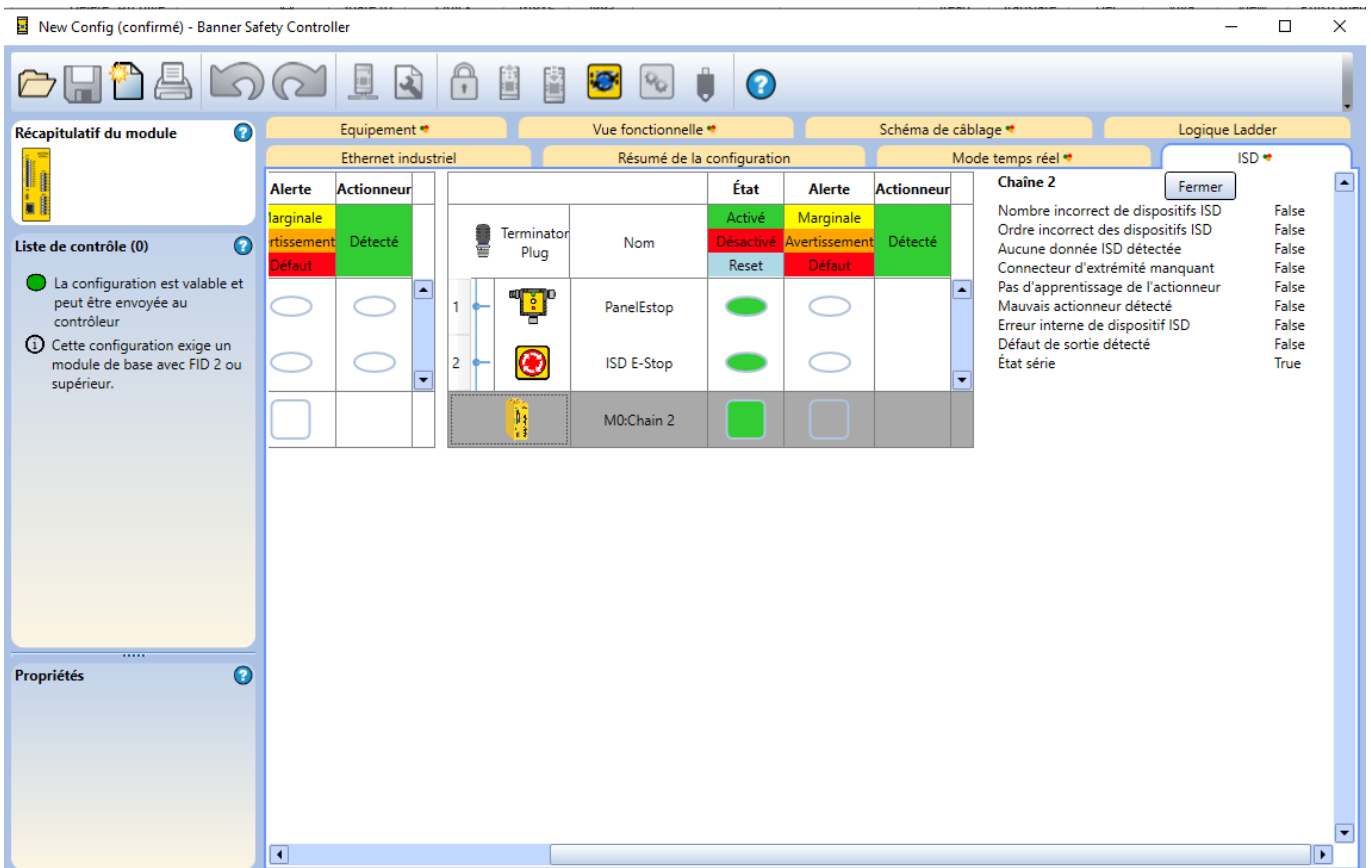 New Config (confirmé) - Banner Safety Controller
Récapitulatif du module
Liste de contrôle (0)
La configuration est valable et
peut être envoyée au
contrôleur
Cette configuration exige un
module de base avec FID 2 ou
supérieur.
Propriétés
Equipement
Vue fonctionnelle
Schéma de câblage
Logique Ladder
Ethernet industriel
Résumé de la configuration
Mode temps réel
ISD
Alerte Actionneur
Marginale
Avertissement Détecté
Défaut
État Alerte Actionneur
Terminator
Plug
Nom
Activé Marginale
Désactivé Avertissement Détecté
Reset Défaut
1 PanelEstop
2 ISD E-Stop
M0:Chain 2
Chaîne 2 Fermer
Nombre incorrect de dispositifs ISD False
Ordre incorrect des dispositifs ISD False
Aucune donnée ISD détectée False
Connecteur d'extrémité manquant False
Pas d'apprentissage de l'actionneur False
Mauvais actionneur détecté False
Erreur interne de dispositif ISD False
Défaut de sortie détecté False
État série True